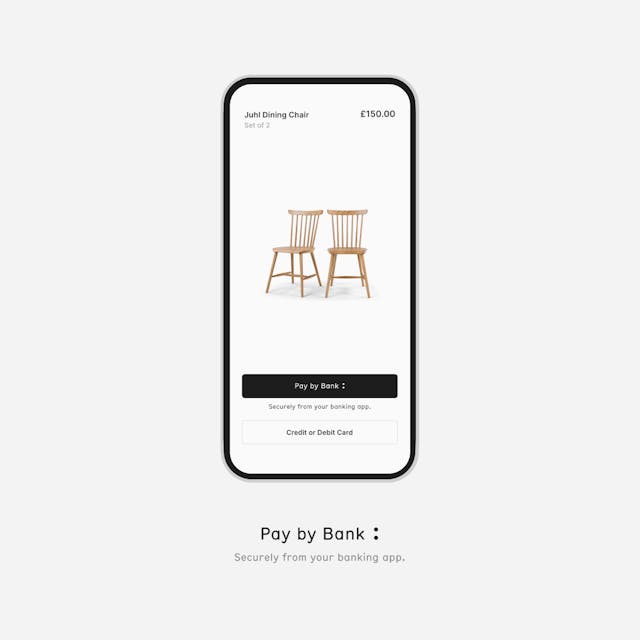 Juhl Dining Chair £150.00
Set of 2
Pay by Bank :
Securely from your banking app.
Credit or Debit Card
Pay by Bank :
Securely from your banking app.